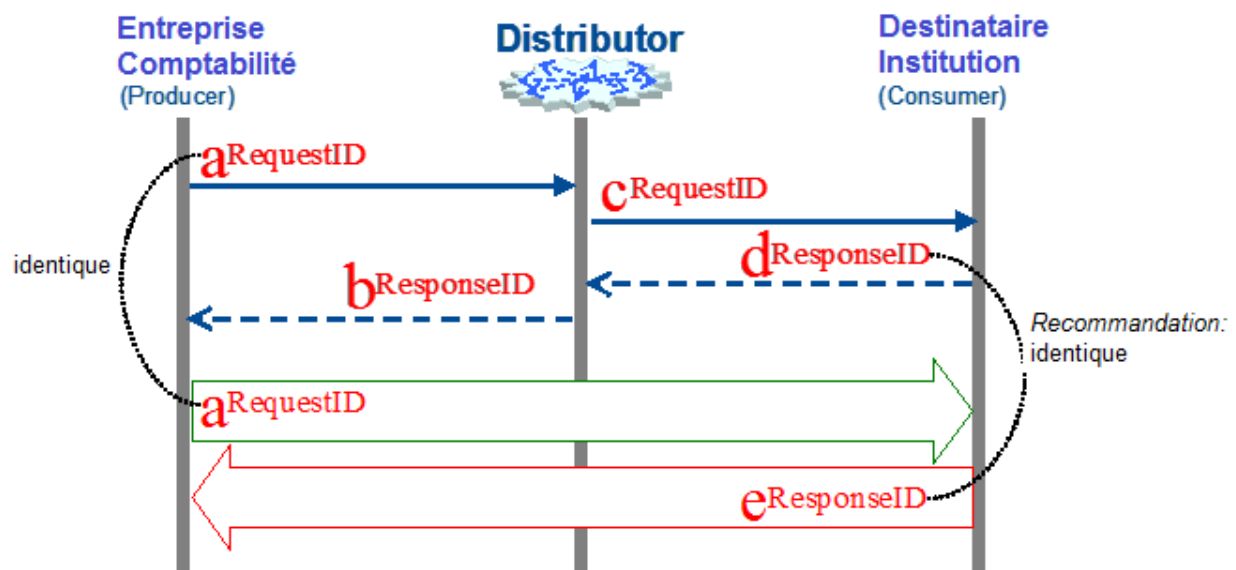 Entreprise
Comptabilité
(Producer)
Distributor
Destinataire
Institution
(Consumer)
aRequestID
cRequestID
identique
dResponseID
bResponseID
Recommandation:
identique
aRequestID
eResponseID